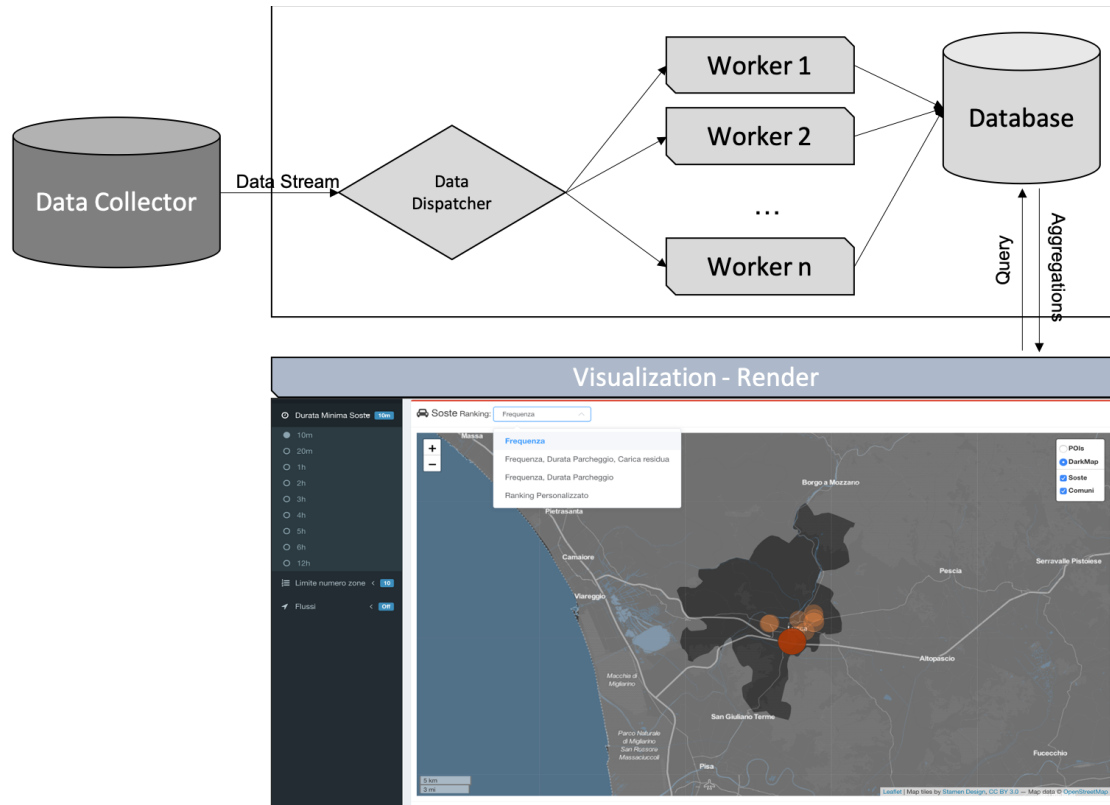 Data Collector
Data Stream
Data
Dispatcher
Worker 1
Worker 2
...
Worker n
Database
Query
Aggregations
Visualization - Render
Durata Minima Soste 10m
10m
20m
1h
2h
3h
4h
5h
6h
12h
Limite numero zone < 10
Flussi < Off
Soste Ranking: Frequenza
Frequenza
Frequenza, Durata Parcheggio, Carica residua
Frequenza, Durata Parcheggio
Ranking Personalizzato
+
−
POIs
DarkMap
Soste
Comuni
Massa
Pietrasanta
Camaiore
Viareggio
Borgo a Mozzano
Pescia
Serravalle Pistoiese
Altopascio
Macchia di
Migliarino
San Giuliano Terme
Parco Naturale
di Migliarino
San Rossore
Massaciuccoli
Pisa
Fucecchio
5 km
3 mi
Leaflet | Map tiles by Stamen Design, CC BY 3.0 — Map data © OpenStreetMap